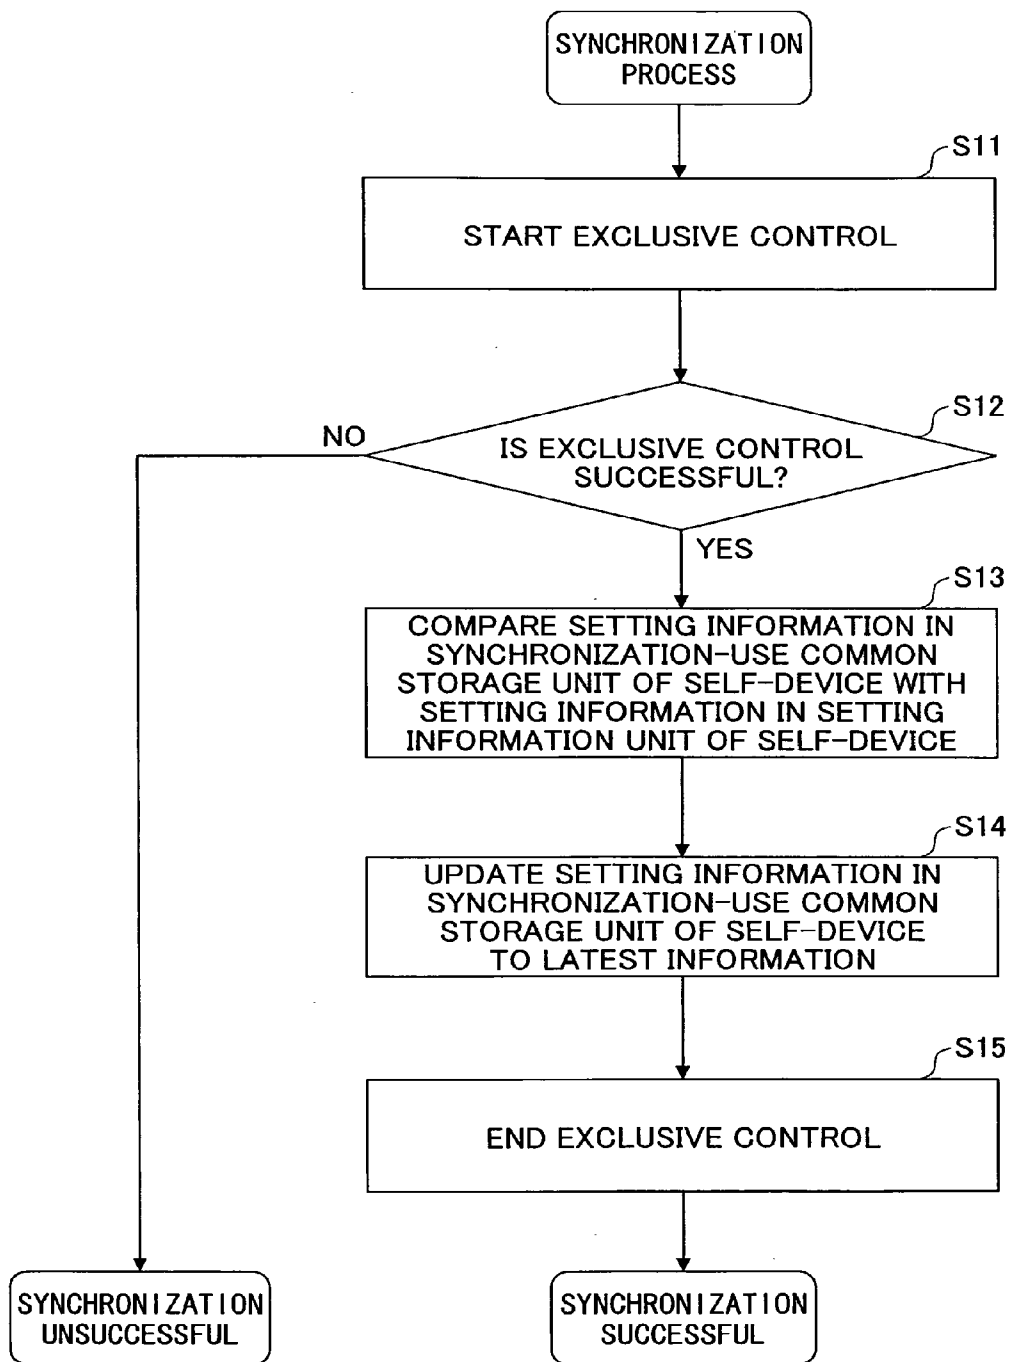 SYNCHRONIZATION
PROCESS
S11
START EXCLUSIVE CONTROL
S12
NO
IS EXCLUSIVE CONTROL
SUCCESSFUL?
YES
S13
COMPARE SETTING INFORMATION IN
SYNCHRONIZATION-USE COMMON
STORAGE UNIT OF SELF-DEVICE WITH
SETTING INFORMATION IN SETTING
INFORMATION UNIT OF SELF-DEVICE
S14
UPDATE SETTING INFORMATION IN
SYNCHRONIZATION-USE COMMON
STORAGE UNIT OF SELF-DEVICE
TO LATEST INFORMATION
S15
END EXCLUSIVE CONTROL
SYNCHRONIZATION
UNSUCCESSFUL
SYNCHRONIZATION
SUCCESSFUL